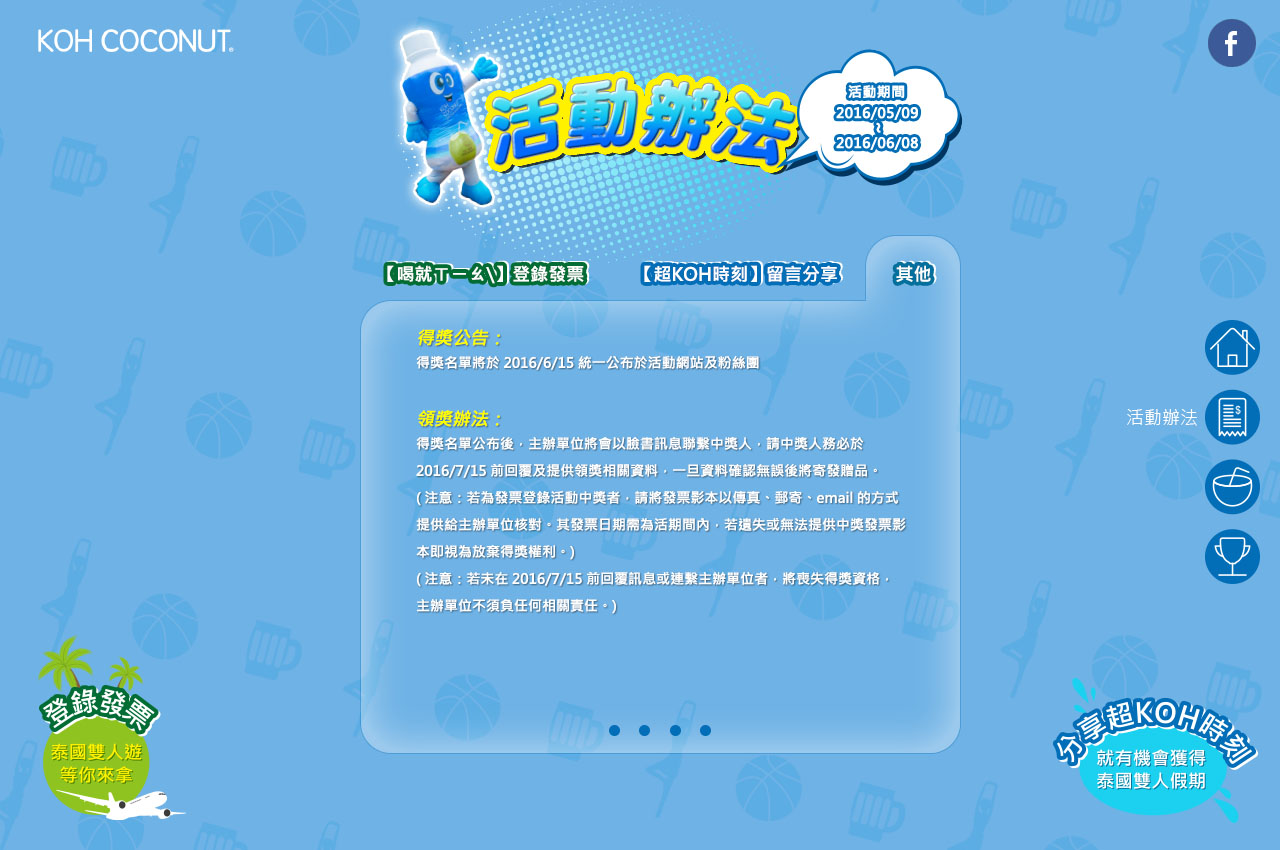 KOH COCONUT®
活動辦法
活動期間
2016/05/09
~
2016/06/08
【喝就ㄒㄧㄠˋ】登錄發票
【超KOH時刻】留言分享
其他
得獎公告：
得獎名單將於 2016/6/15 統一公布於活動網站及粉絲團
領獎辦法：
得獎名單公布後，主辦單位將會以臉書訊息聯繫中獎人，請中獎人務必於
2016/7/15 前回覆及提供領獎相關資料，一旦資料確認無誤後將寄發贈品。
( 注意：若為發票登錄活動中獎者，請將發票影本以傳真、郵寄、email 的方式
提供給主辦單位核對。其發票日期需為活期間內，若遺失或無法提供中獎發票影
本即視為放棄得獎權利。)
( 注意：若未在 2016/7/15 前回覆訊息或連繫主辦單位者，將喪失得獎資格，
主辦單位不須負任何相關責任。)
活動辦法
登錄發票
泰國雙人遊
等你來拿
分享超KOH時刻
就有機會獲得
泰國雙人假期